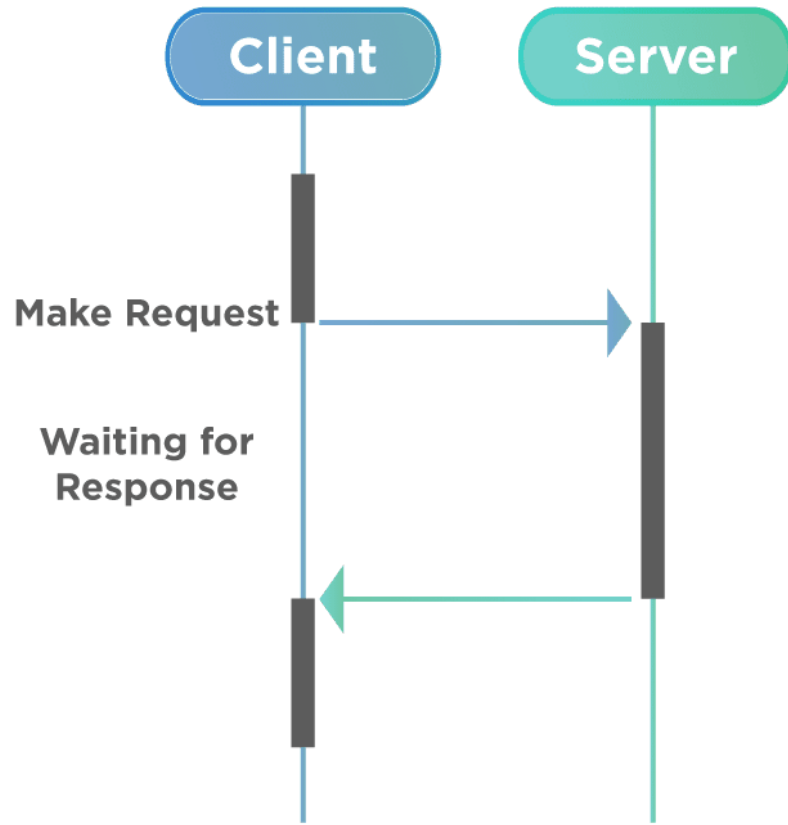 Client
Server
Make Request
Waiting for
Response